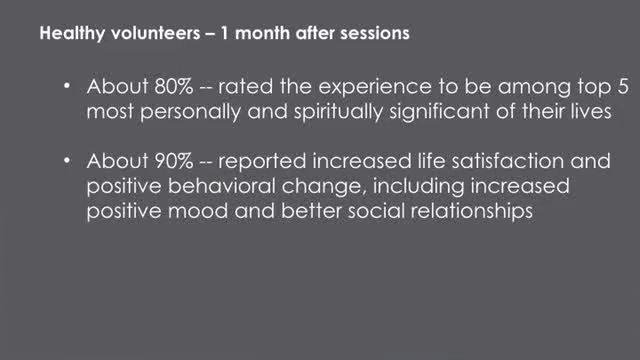 Healthy volunteers – 1 month after sessions
• About 80% -- rated the experience to be among top 5
most personally and spiritually significant of their lives
• About 90% -- reported increased life satisfaction and
positive behavioral change, including increased
positive mood and better social relationships